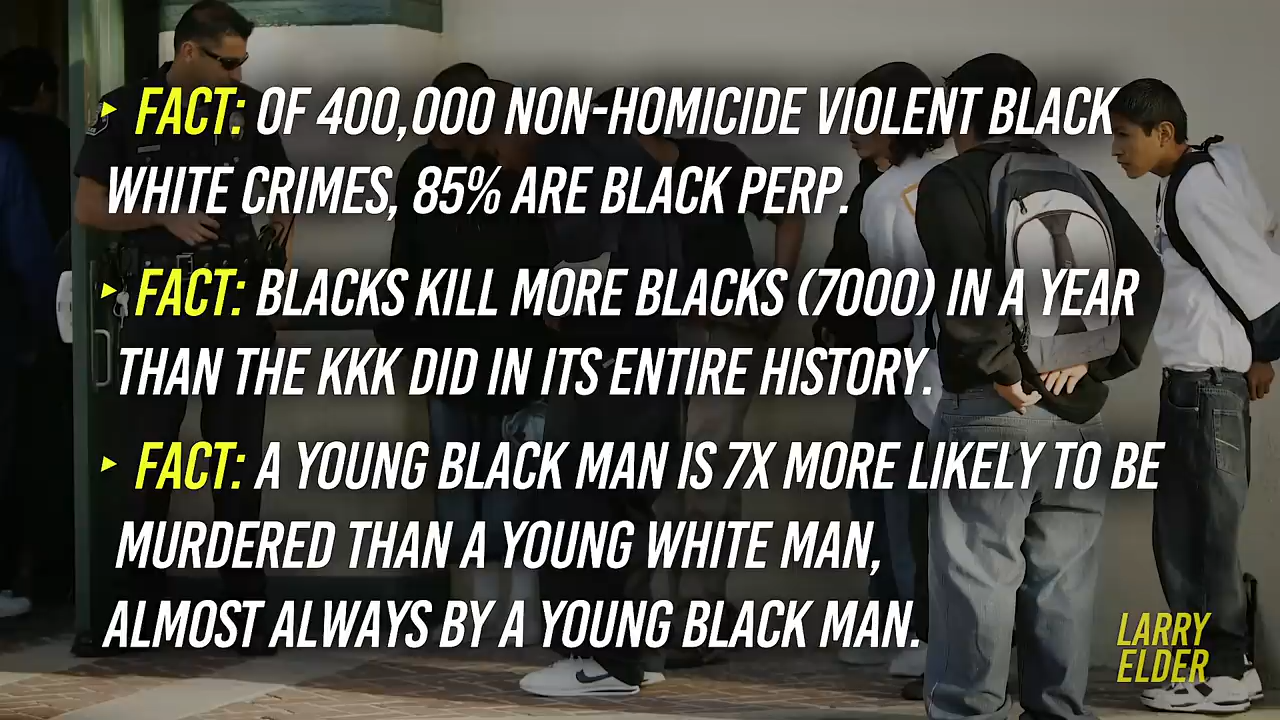 ► FACT: OF 400,000 NON-HOMICIDE VIOLENT BLACK
WHITE CRIMES, 85% ARE BLACK PERP.
► FACT: BLACKS KILL MORE BLACKS (7000) IN A YEAR
THAN THE KKK DID IN ITS ENTIRE HISTORY.
► FACT: A YOUNG BLACK MAN IS 7X MORE LIKELY TO BE
MURDERED THAN A YOUNG WHITE MAN,
ALMOST ALWAYS BY A YOUNG BLACK MAN.
LARRY
ELDER